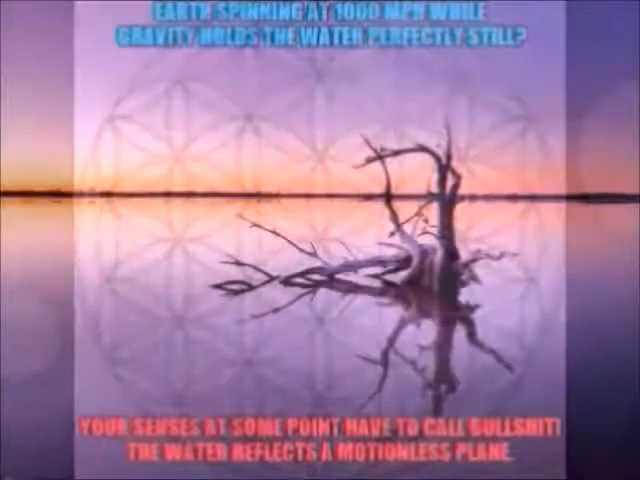 EARTH SPINNING AT 1000 MPH WHILE
GRAVITY HOLDS THE WATER PERFECTLY STILL?
YOUR SENSES AT SOME POINT HAVE TO CALL BULLSHIT!
THE WATER REFLECTS A MOTIONLESS PLANE.